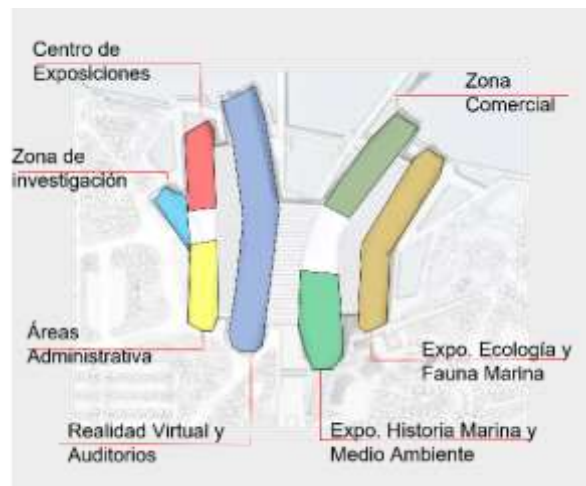 Centro de
Exposiciones
Zona
Comercial
Zona de
investigación
Áreas
Administrativa
Expo. Ecología y
Fauna Marina
Realidad Virtual y
Auditorios
Expo. Historia Marina y
Medio Ambiente